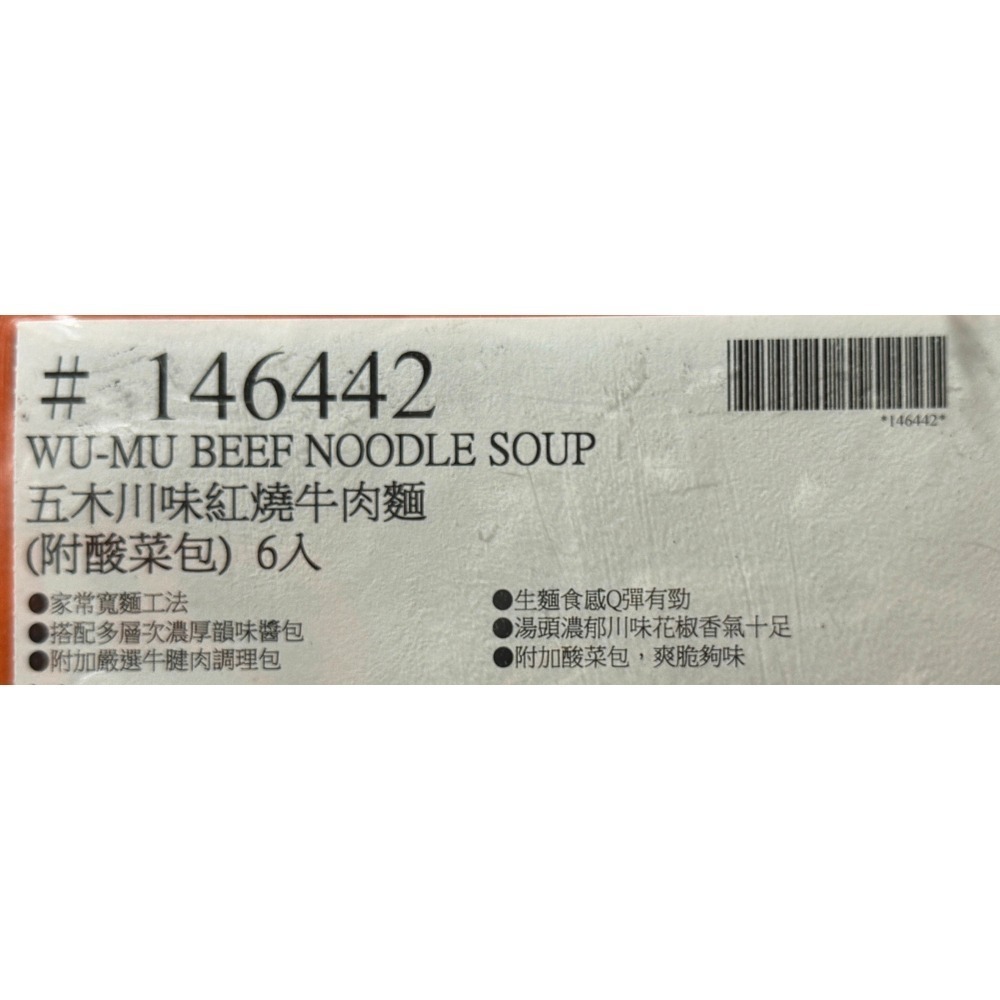 # 146442
*146442*
WU-MU BEEF NOODLE SOUP
五木川味紅燒牛肉麵
(附酸菜包) 6入
●家常寬麵工法
●搭配多層次濃厚韻味醬包
●附加嚴選牛腱肉調理包
●生麵食感Q彈有勁
●湯頭濃郁川味花椒香氣十足
●附加酸菜包，爽脆夠味